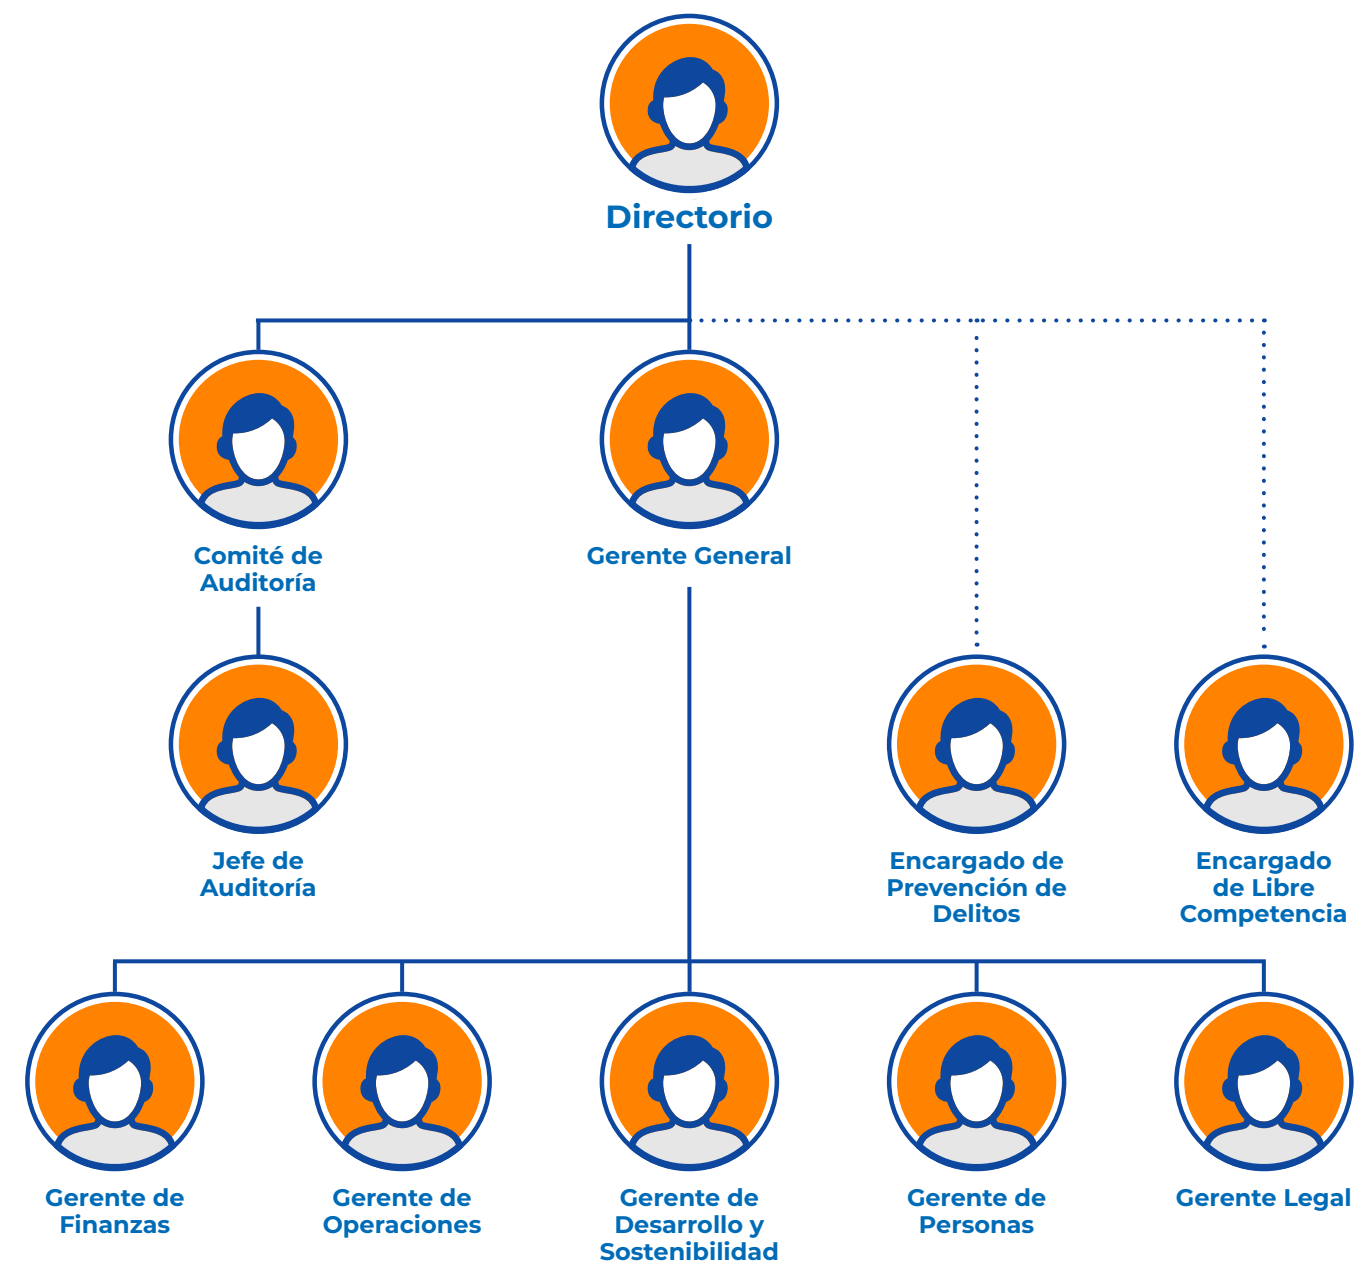 Directorio
Comité de
Auditoría
Gerente General
Jefe de
Auditoría
Encargado de
Prevención de
Delitos
Encargado
de Libre
Competencia
Gerente de
Finanzas
Gerente de
Operaciones
Gerente de
Desarrollo y
Sostenibilidad
Gerente de
Personas
Gerente Legal